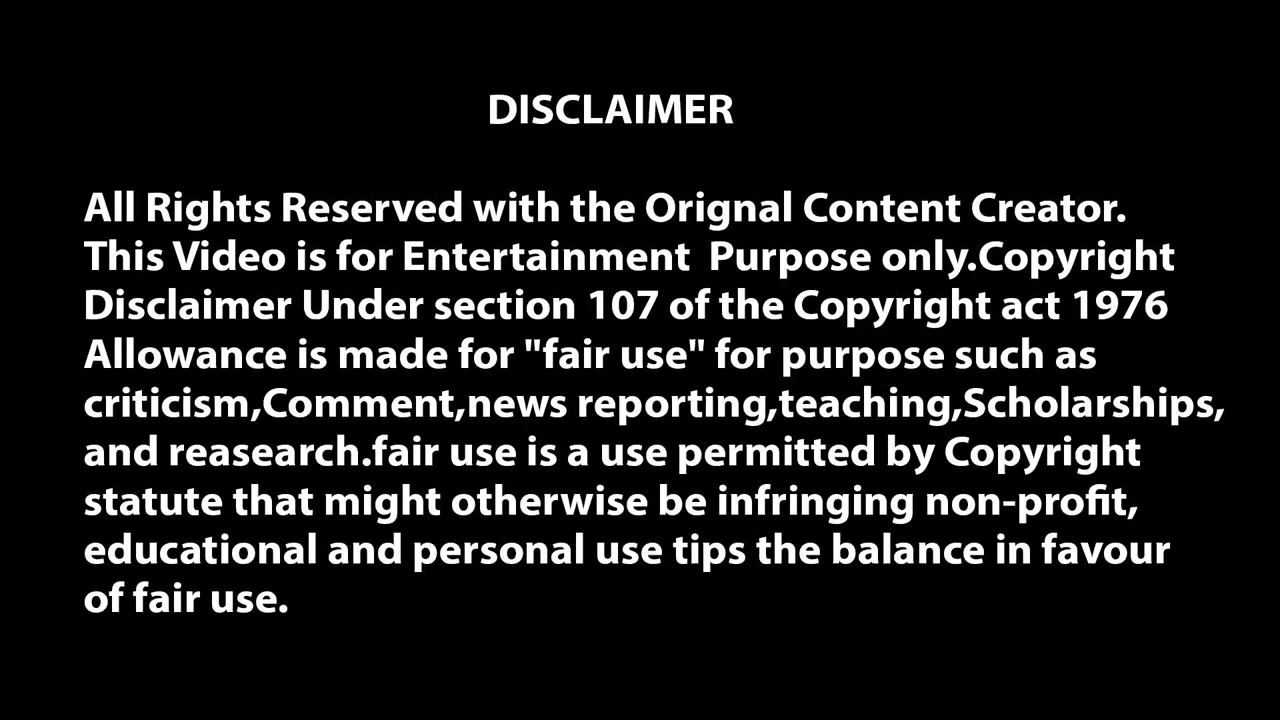 DISCLAIMER
All Rights Reserved with the Orignal Content Creator.
This Video is for Entertainment  Purpose only.Copyright
Disclaimer Under section 107 of the Copyright act 1976
Allowance is made for "fair use" for purpose such as
criticism,Comment,news reporting,teaching,Scholarships,
and reasearch.fair use is a use permitted by Copyright
statute that might otherwise be infringing non-profit,
educational and personal use tips the balance in favour
of fair use.